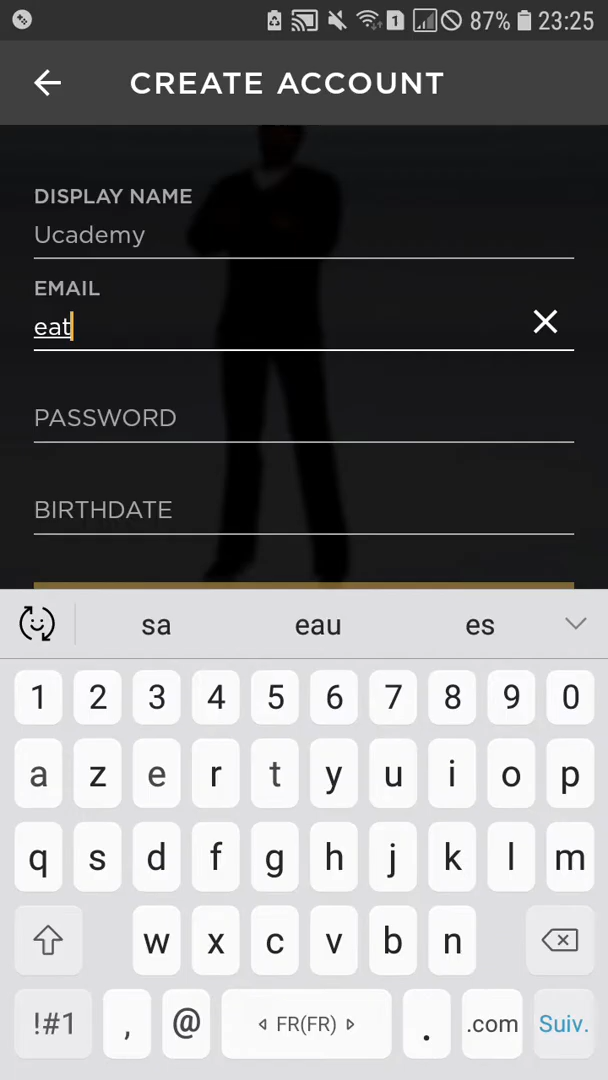 1 87% 23:25
CREATE ACCOUNT
DISPLAY NAME
Ucademy
EMAIL
eat
PASSWORD
BIRTHDATE
sa eau es
1 2 3 4 5 6 7 8 9 0
a z e r t y u i o p
q s d f g h j k l m
w x c v b n
!#1 , @ FR(FR) . .com Suiv.